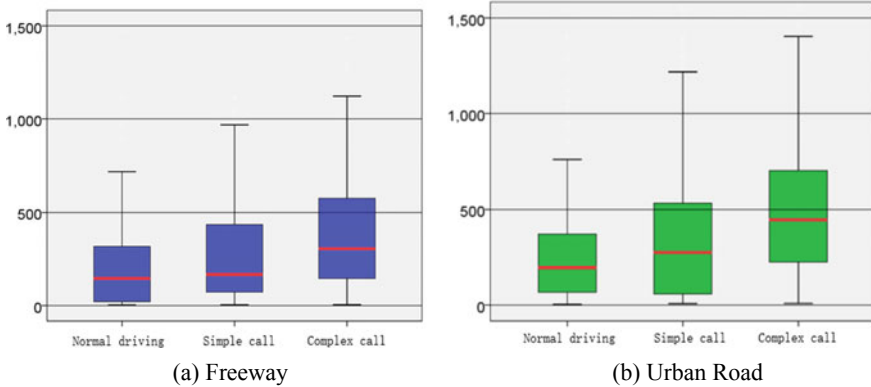 1,500
1,000
500
0
Normal driving
Simple call
Complex call
(a) Freeway
1,500
1,000
500
0
Normal driving
Simple call
Complex call
(b) Urban Road